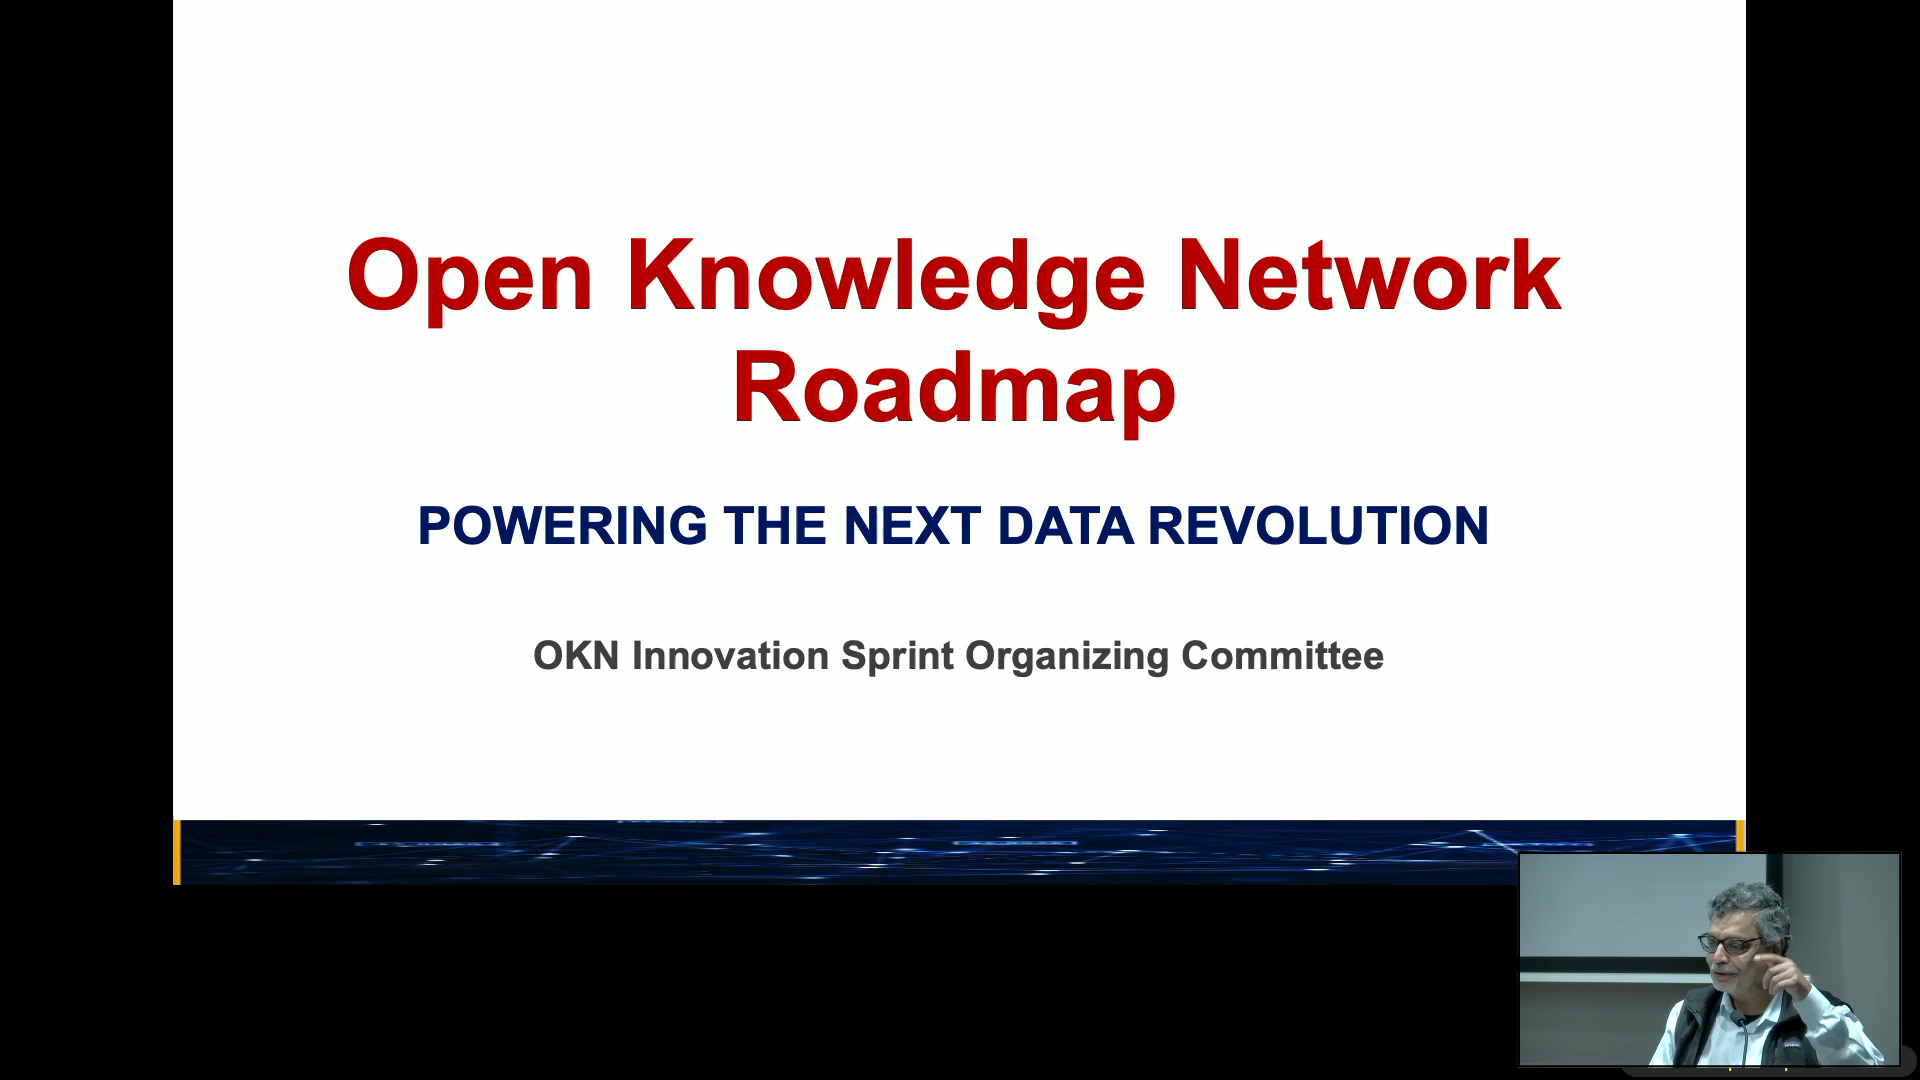 Open Knowledge Network
Roadmap
POWERING THE NEXT DATA REVOLUTION
OKN Innovation Sprint Organizing Committee